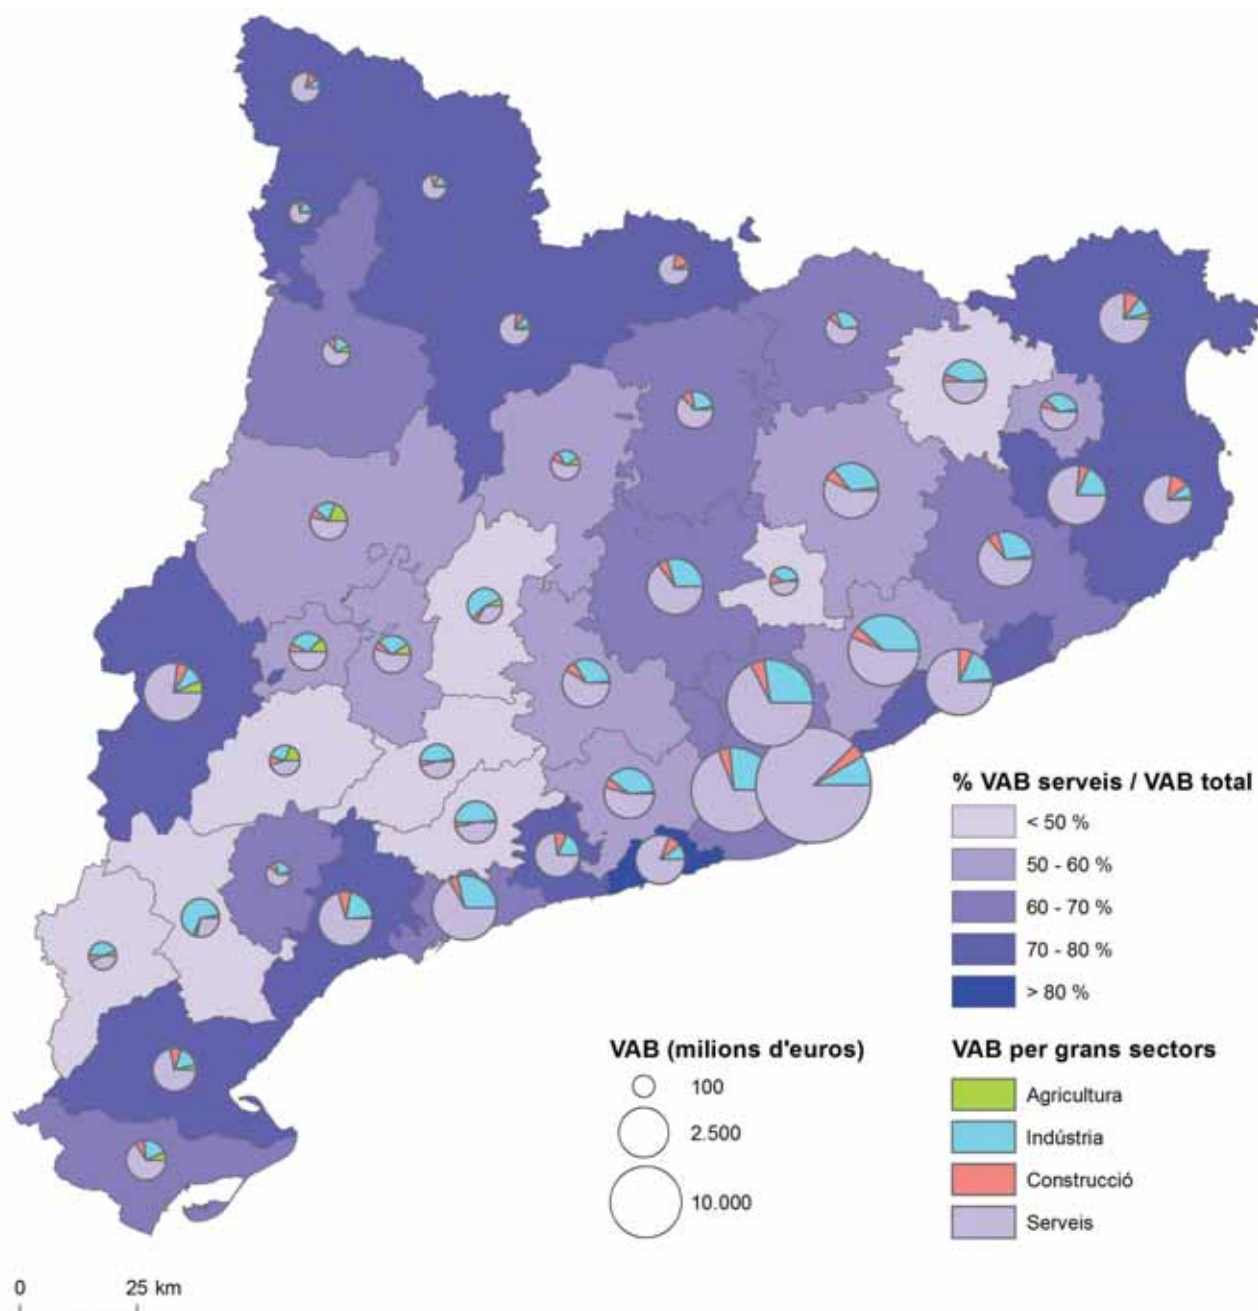 % VAB serveis / VAB total
< 50 %
50 - 60 %
60 - 70 %
70 - 80 %
> 80 %
VAB (milions d'euros)
100
2.500
10.000
VAB per grans sectors
Agricultura
Indústria
Construcció
Serveis
0 25 km